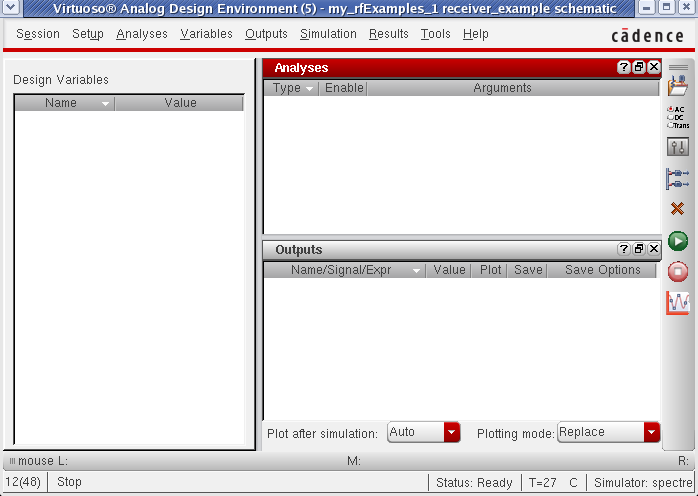 Virtuoso® Analog Design Environment (5) - my_rfExamples_1 receiver_example schematic
Session Setup Analyses Variables Outputs Simulation Results Tools Help cādence
Design Variables
Name Value
Analyses
Type Enable Arguments
AC
DC
Trans
Outputs
Name/Signal/Expr Value Plot Save Save Options
Plot after simulation: Auto Plotting mode: Replace
mouse L: M: R:
12(48) Stop Status: Ready T=27 C Simulator: spectre